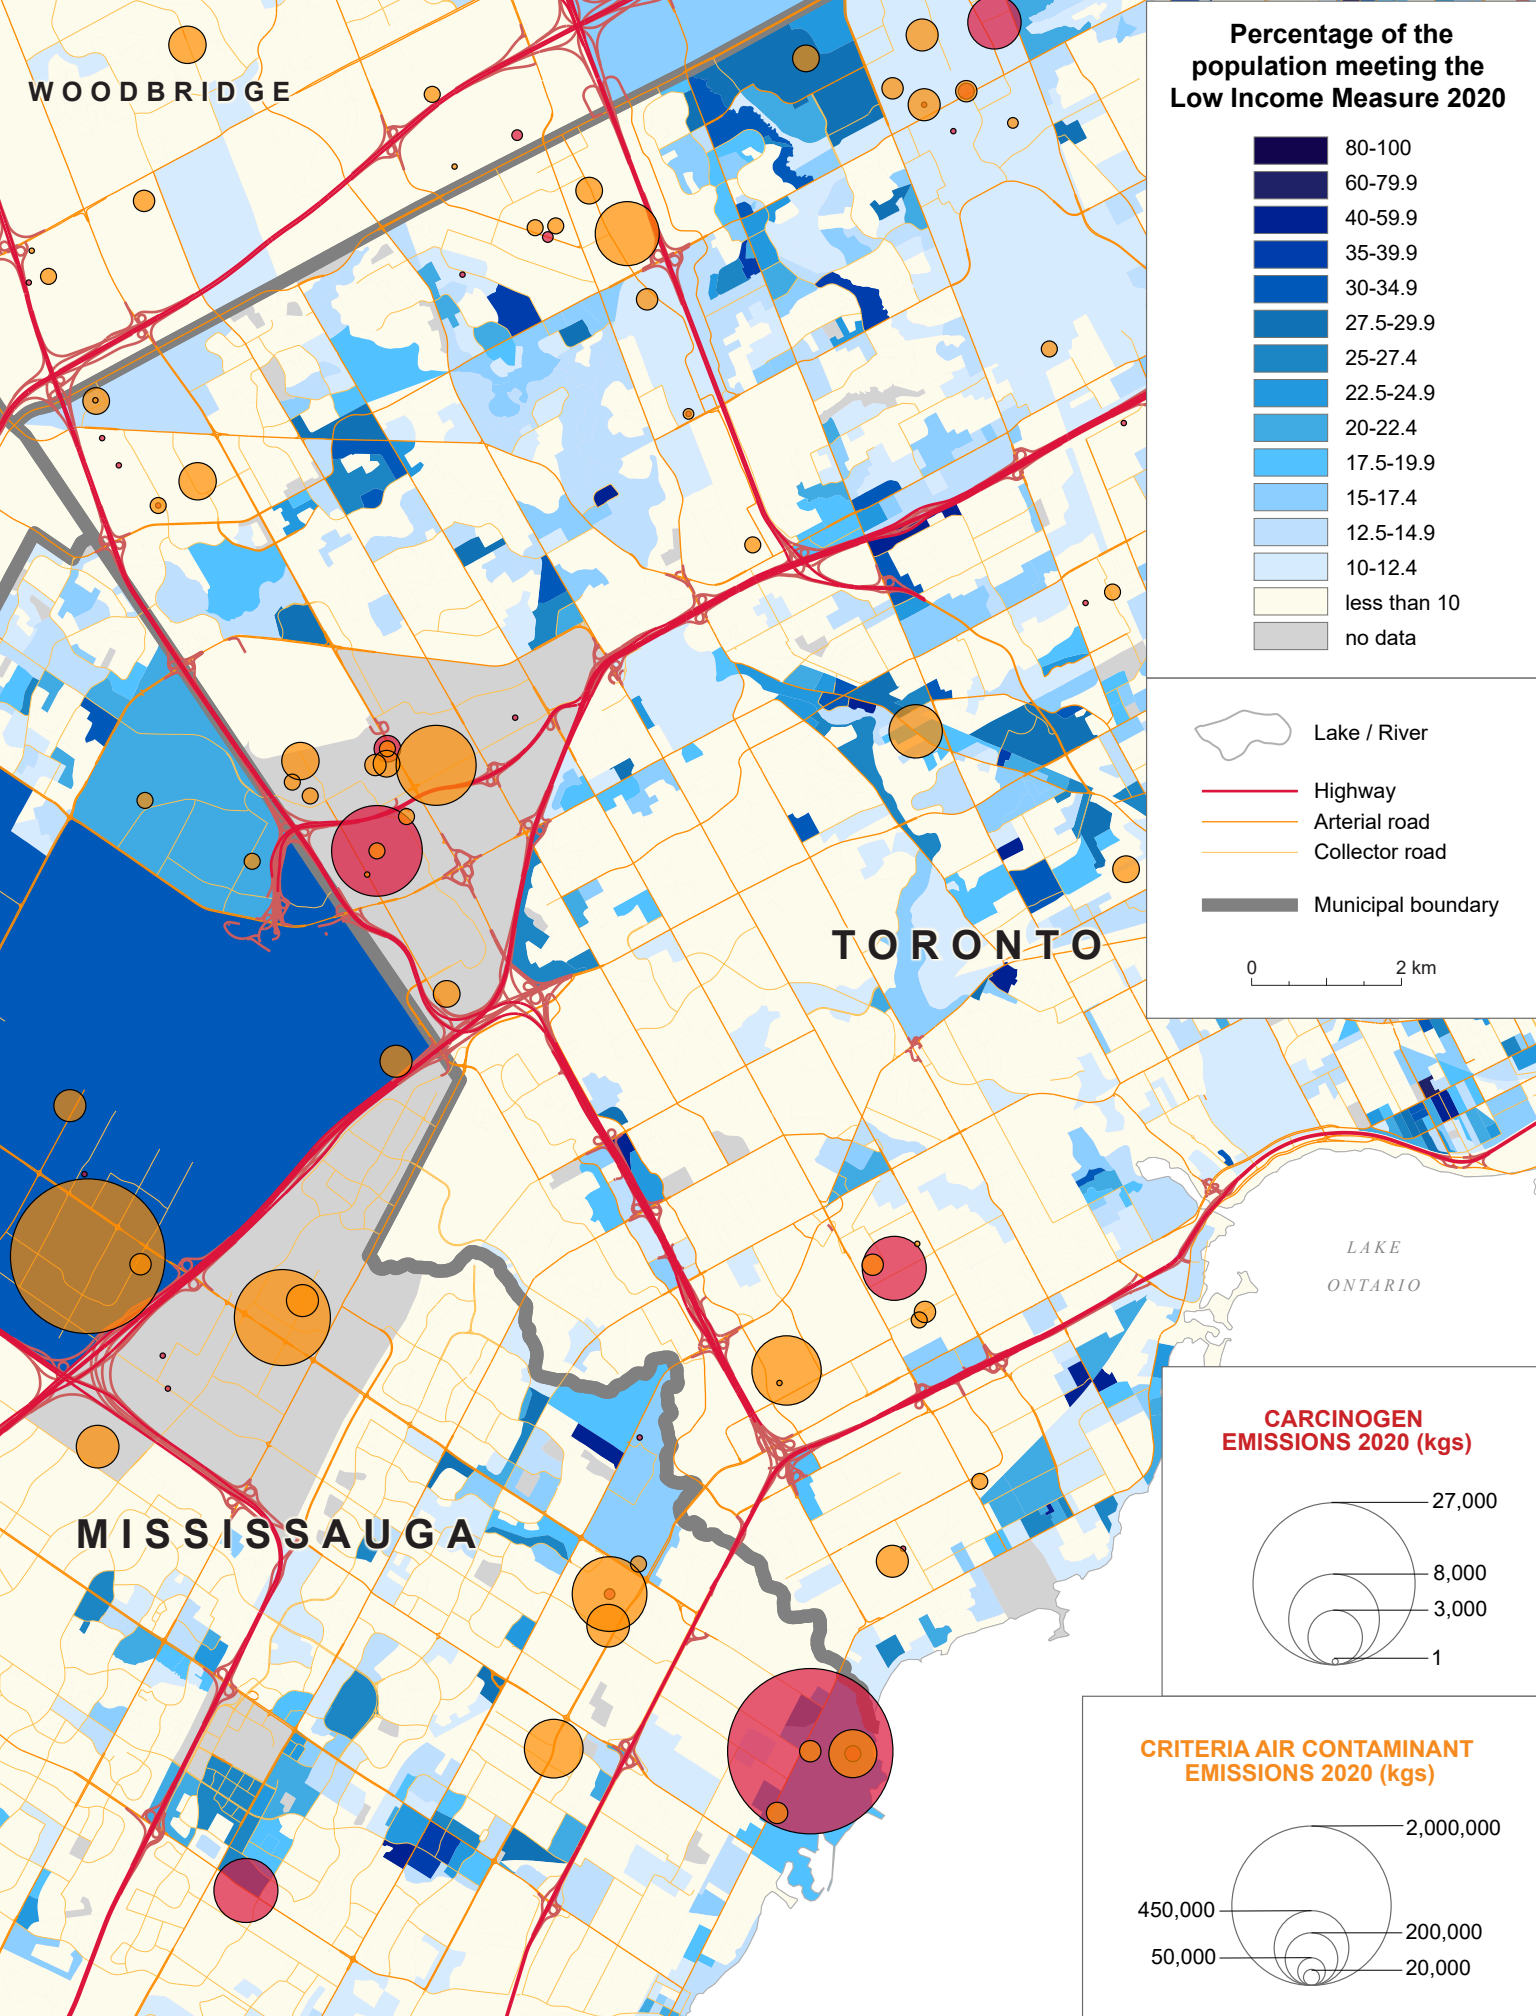 WOODBRIDGE
TORONTO
MISSISSAUGA
LAKE
ONTARIO
Percentage of the
population meeting the
Low Income Measure 2020
80-100
60-79.9
40-59.9
35-39.9
30-34.9
27.5-29.9
25-27.4
22.5-24.9
20-22.4
17.5-19.9
15-17.4
12.5-14.9
10-12.4
less than 10
no data
Lake / River
Highway
Arterial road
Collector road
Municipal boundary
0 2 km
CARCINOGEN
EMISSIONS 2020 (kgs)
27,000
8,000
3,000
1
CRITERIA AIR CONTAMINANT
EMISSIONS 2020 (kgs)
2,000,000
450,000
200,000
50,000
20,000